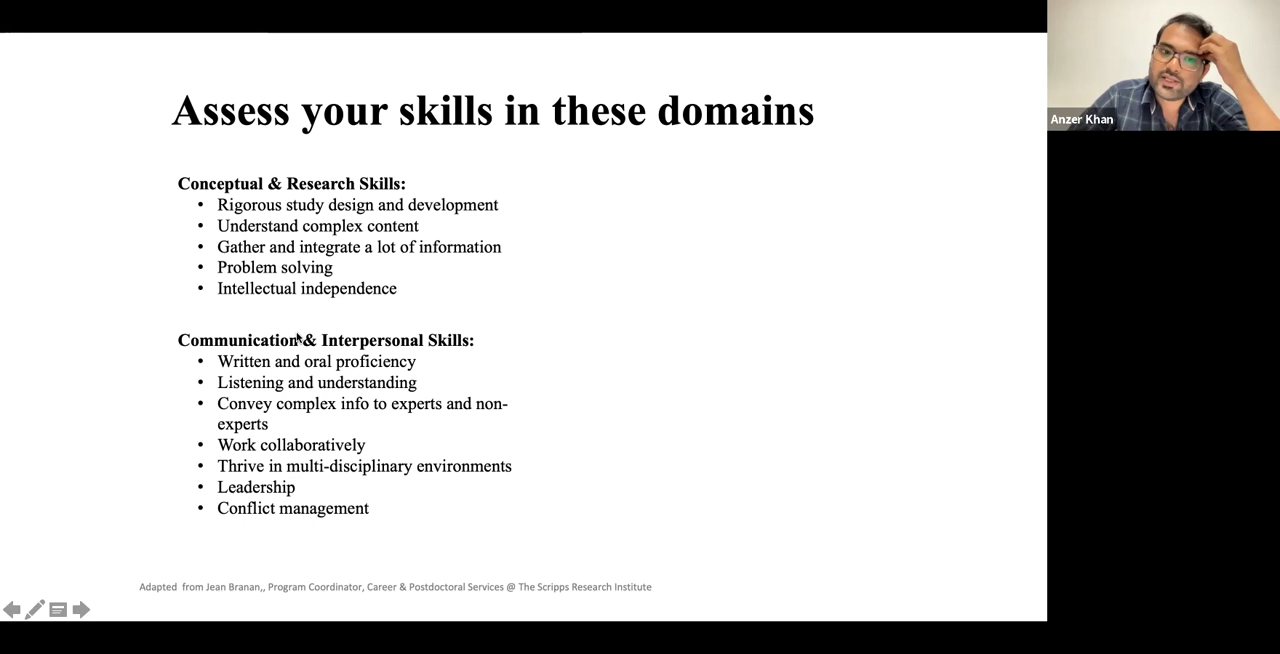 Assess your skills in these domains
Anzer Khan
Conceptual & Research Skills:
• Rigorous study design and development
• Understand complex content
• Gather and integrate a lot of information
• Problem solving
• Intellectual independence
Communication & Interpersonal Skills:
• Written and oral proficiency
• Listening and understanding
• Convey complex info to experts and non-
experts
• Work collaboratively
• Thrive in multi-disciplinary environments
• Leadership
• Conflict management
Adapted from Jean Branan,, Program Coordinator, Career & Postdoctoral Services @ The Scripps Research Institute